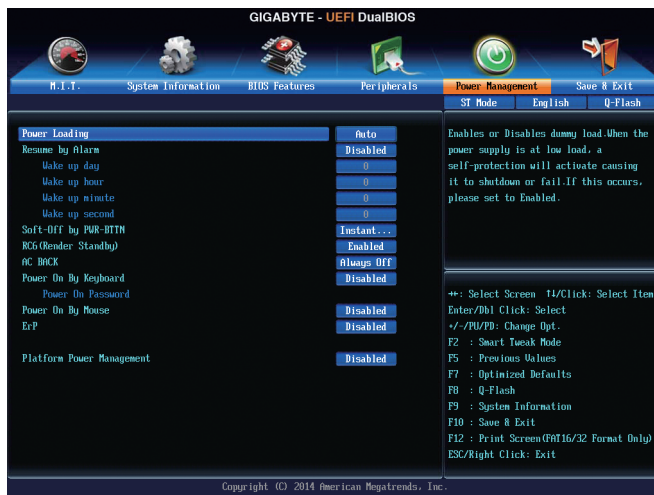 GIGABYTE - UEFI DualBIOS
M.I.T. System Information BIOS Features Peripherals Power Management Save & Exit
ST Mode English Q-Flash
Power Loading Auto
Resume by Alarm Disabled
Wake up day 0
Wake up hour 0
Wake up minute 0
Wake up second 0
Soft-Off by PWR-BTTN Instant...
RC6(Render Standby) Enabled
AC BACK Always Off
Power On By Keyboard Disabled
Power On Password
Power On By Mouse Disabled
ErP Disabled
Platform Power Management Disabled
Enables or Disables dummy load.When the
power supply is at low load, a
self-protection will activate causing
it to shutdown or fail.If this occurs,
please set to Enabled.
→←: Select Screen ↑↓/Click: Select Item
Enter/Dbl Click: Select
+/-/PU/PD: Change Opt.
F2 : Smart Tweak Mode
F5 : Previous Values
F7 : Optimized Defaults
F8 : Q-Flash
F9 : System Information
F10 : Save & Exit
F12 : Print Screen(FAT16/32 Format Only)
ESC/Right Click: Exit
Copyright (C) 2014 American Megatrends, Inc.